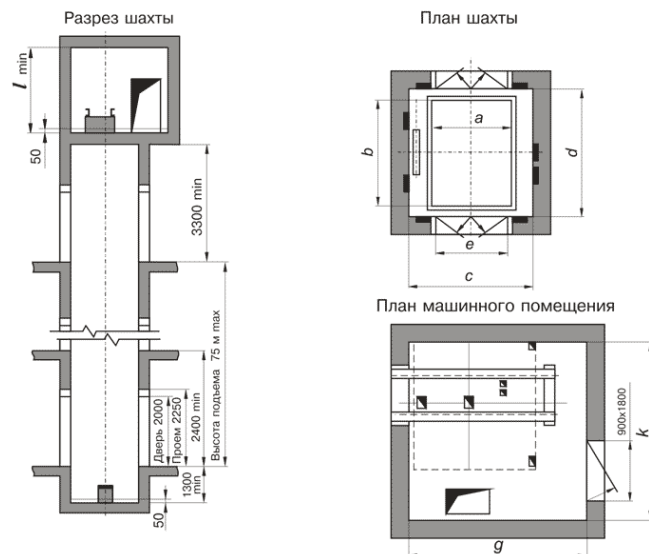 Разрез шахты
l min
50
3300 min
Высота подъема 75 м max
2400 min
Проем 2250
Дверь 2000
1300 min
50
План шахты
a
b
d
e
c
План машинного помещения
900x1800
k
g